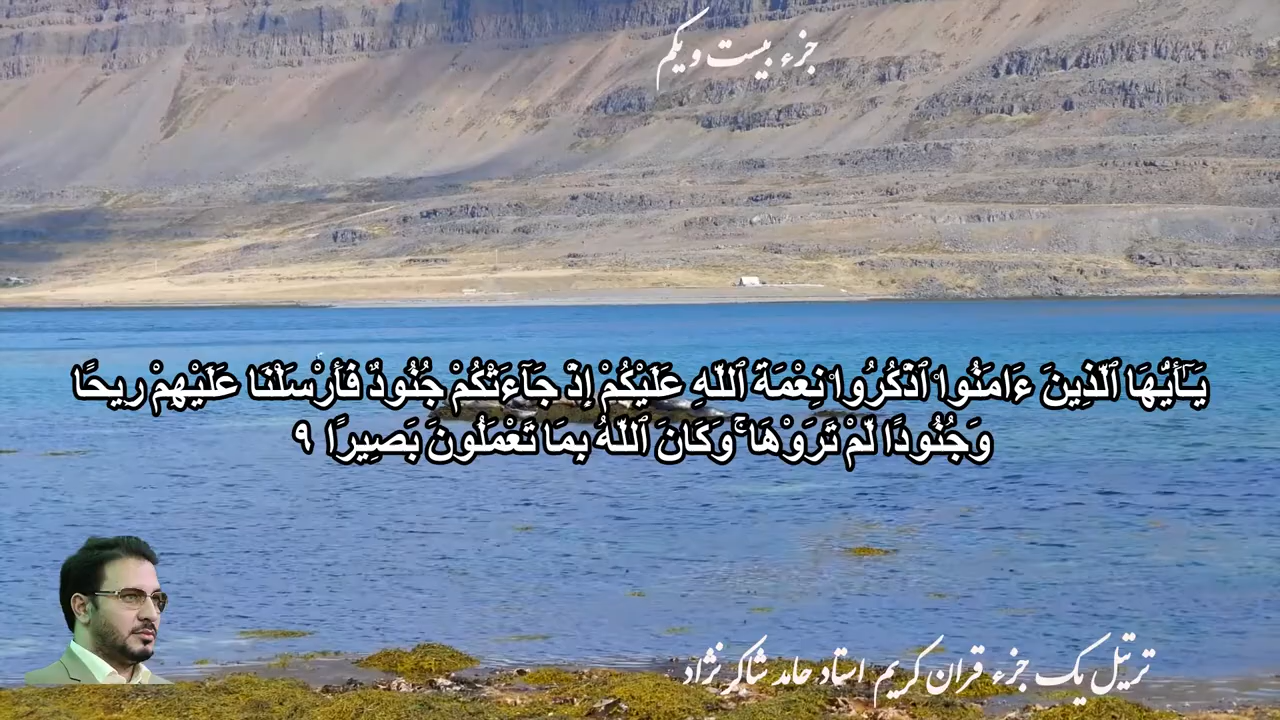 جزء بیست و یکم
يَـٰٓأَيُّهَا ٱلَّذِينَ ءَامَنُوا۟ ٱذْكُرُوا۟ نِعْمَةَ ٱللَّهِ عَلَيْكُمْ إِذْ جَآءَتْكُمْ جُنُودٌ فَأَرْسَلْنَا عَلَيْهِمْ رِيحًا
وَجُنُودًا لَّمْ تَرَوْهَا ۚ وَكَانَ ٱللَّهُ بِمَا تَعْمَلُونَ بَصِيرًا ٩
ترتیل یک جزء قران کریم استاد حامد شاکر نژاد